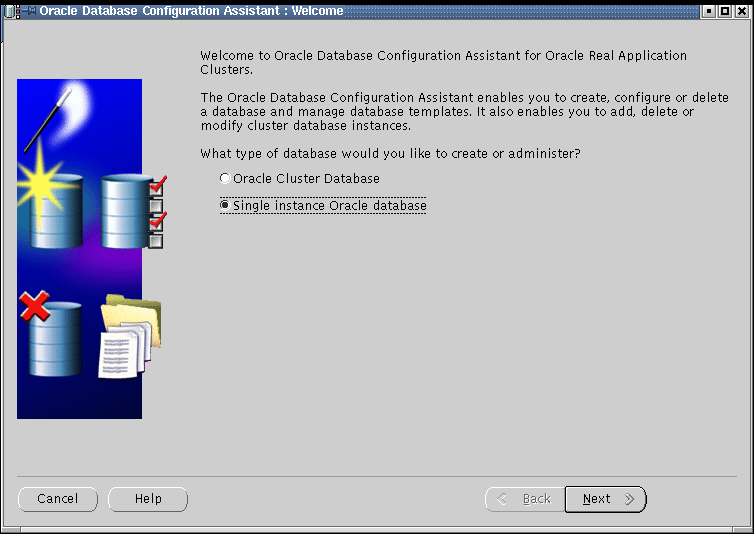 Oracle Database Configuration Assistant : Welcome
Welcome to Oracle Database Configuration Assistant for Oracle Real Application
Clusters.
The Oracle Database Configuration Assistant enables you to create, configure or delete
a database and manage database templates. It also enables you to add, delete or
modify cluster database instances.
What type of database would you like to create or administer?
Oracle Cluster Database
Single instance Oracle database
Cancel Help Back Next